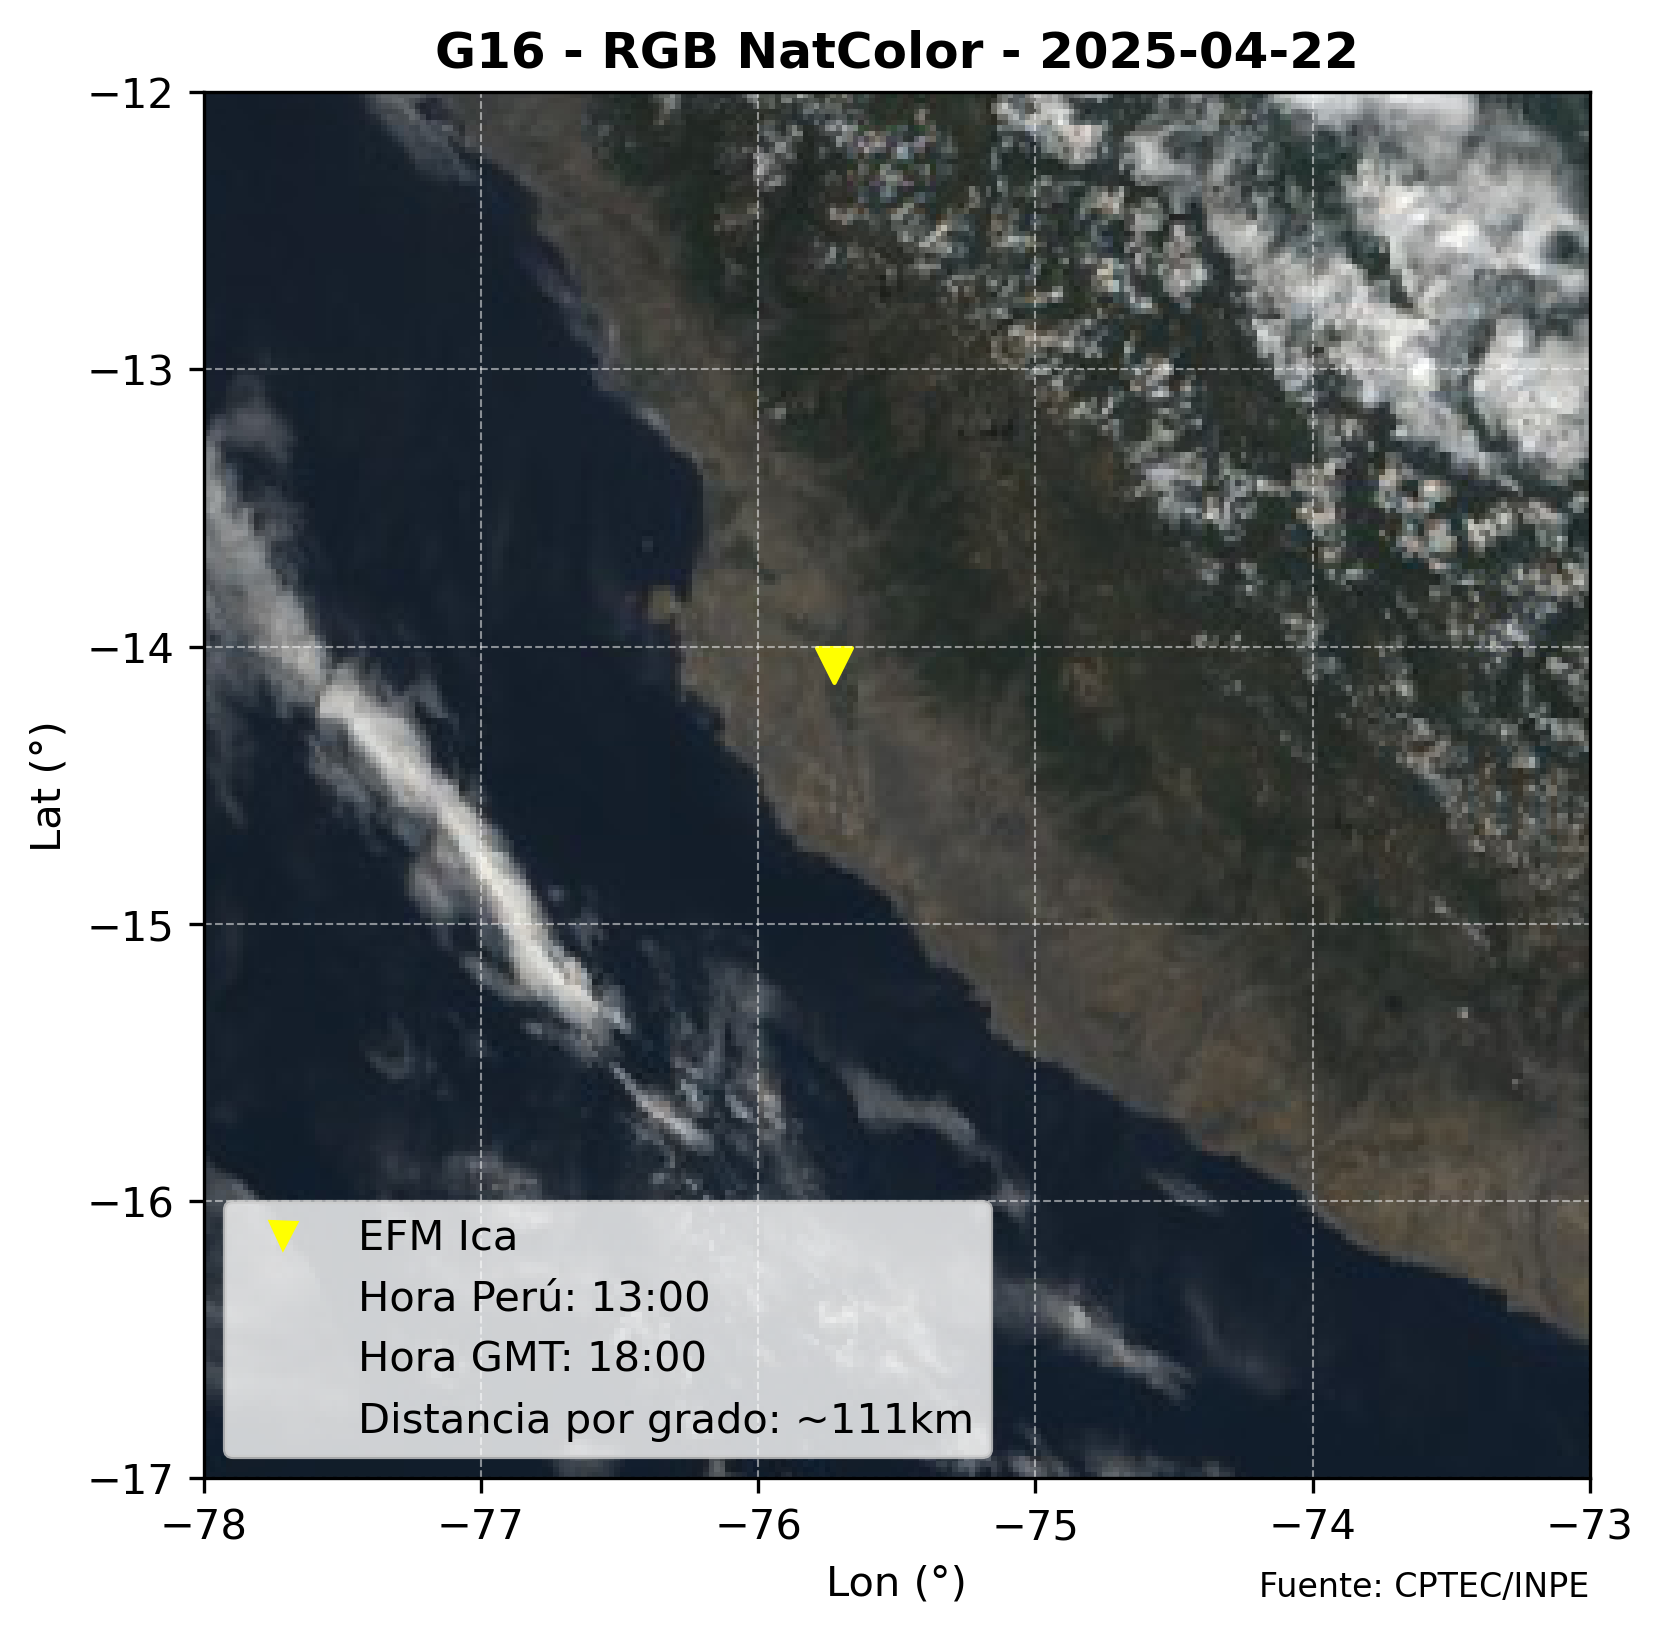 G16 - RGB NatColor - 2025-04-22
−12
−13
−14
−15
−16
−17
Lat (°)
EFM Ica
Hora Perú: 13:00
Hora GMT: 18:00
Distancia por grado: ~111km
−78 −77 −76 −75 −74 −73
Lon (°)
Fuente: CPTEC/INPE